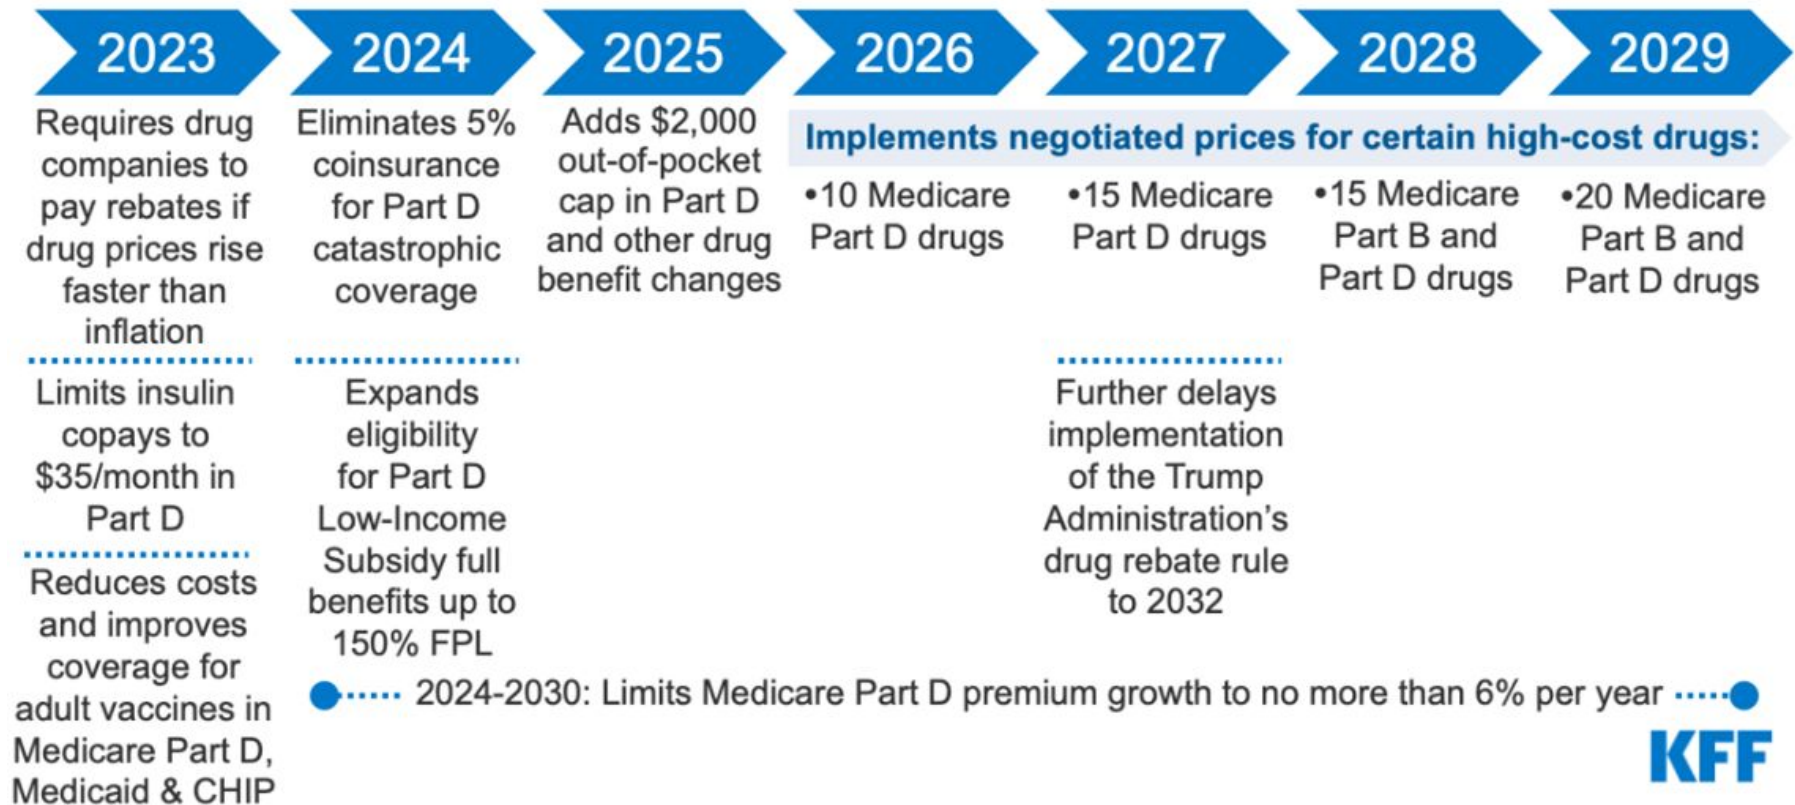 2023
Requires drug
companies to
pay rebates if
drug prices rise
faster than
inflation
Limits insulin
copays to
$35/month in
Part D
Reduces costs
and improves
coverage for
adult vaccines in
Medicare Part D,
Medicaid & CHIP
2024
Eliminates 5%
coinsurance
for Part D
catastrophic
coverage
Expands
eligibility
for Part D
Low-Income
Subsidy full
benefits up to
150% FPL
2025
Adds $2,000
out-of-pocket
cap in Part D
and other drug
benefit changes
2026
2027
2028
2029
Implements negotiated prices for certain high-cost drugs:
•10 Medicare
Part D drugs
•15 Medicare
Part D drugs
Further delays
implementation
of the Trump
Administration’s
drug rebate rule
to 2032
•15 Medicare
Part B and
Part D drugs
•20 Medicare
Part B and
Part D drugs
2024-2030: Limits Medicare Part D premium growth to no more than 6% per year
KFF